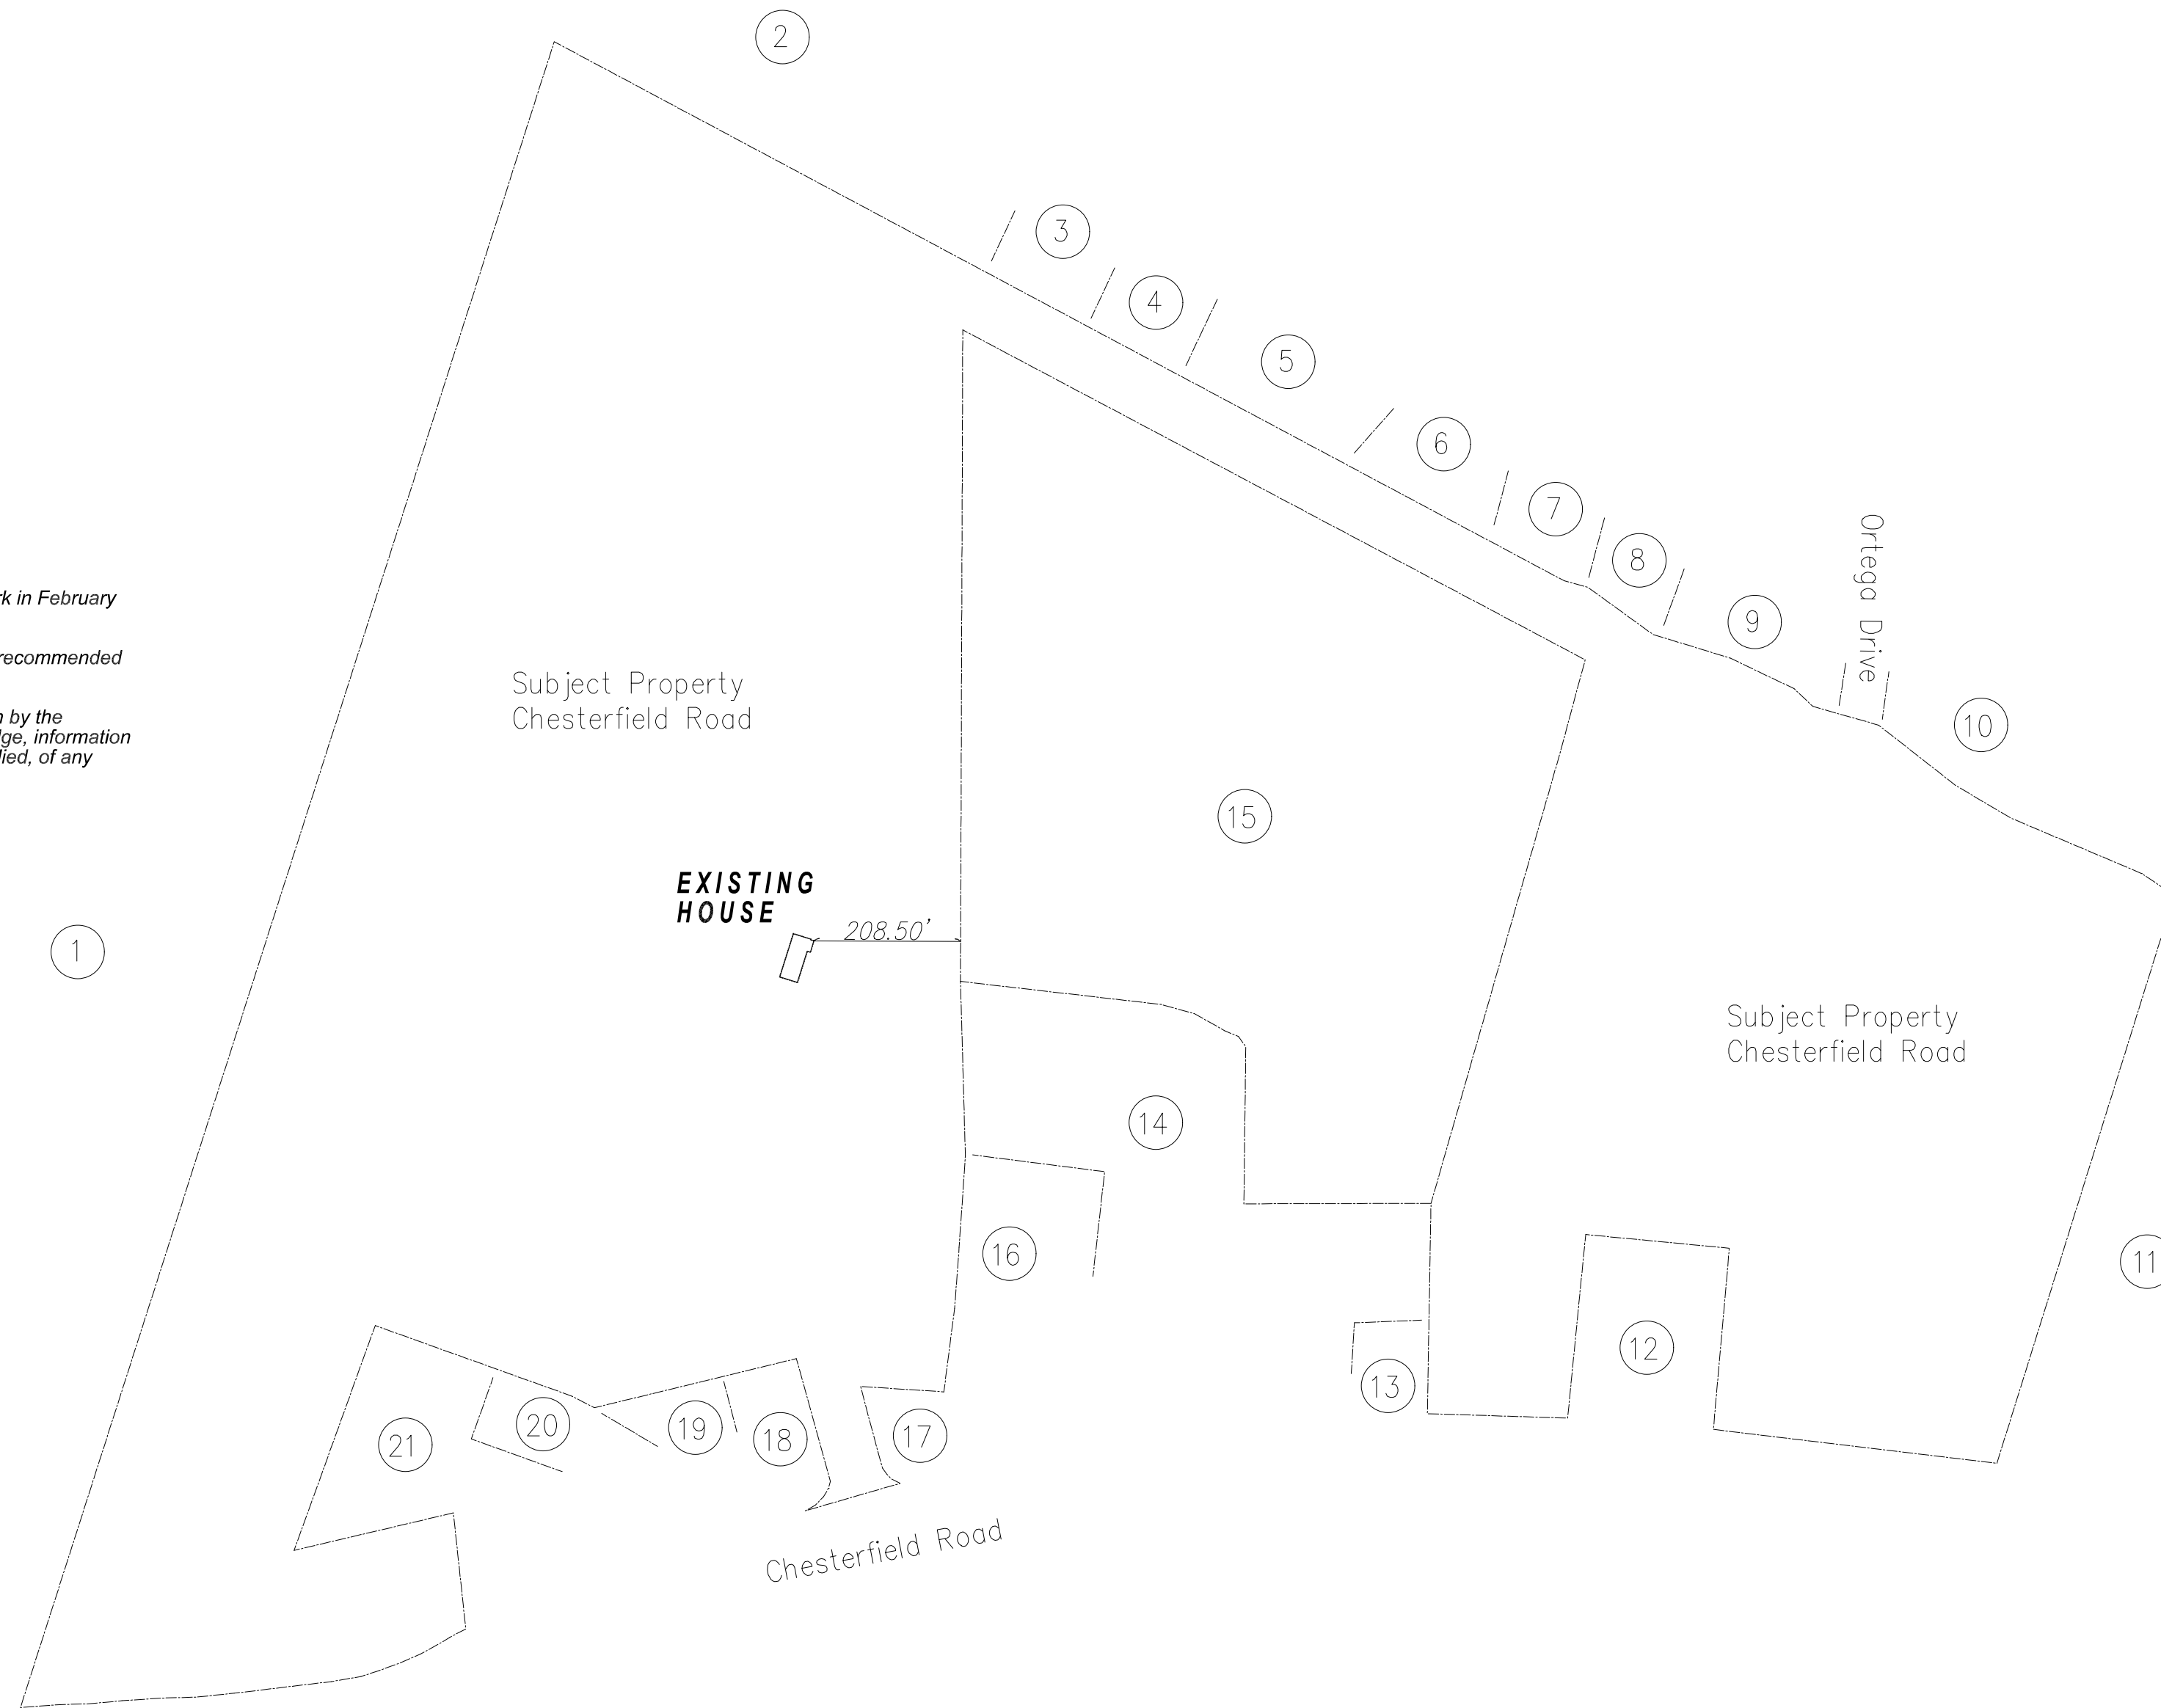 2
3
4
5
6
7
8
9
Ortega Drive
10
rk in February
recommended
n by the
dge, information
lied, of any
Subject Property
Chesterfield Road
15
EXISTING
HOUSE
208.50'
1
Subject Property
Chesterfield Road
14
16
11
12
13
21
20
19
18
17
Chesterfield Road